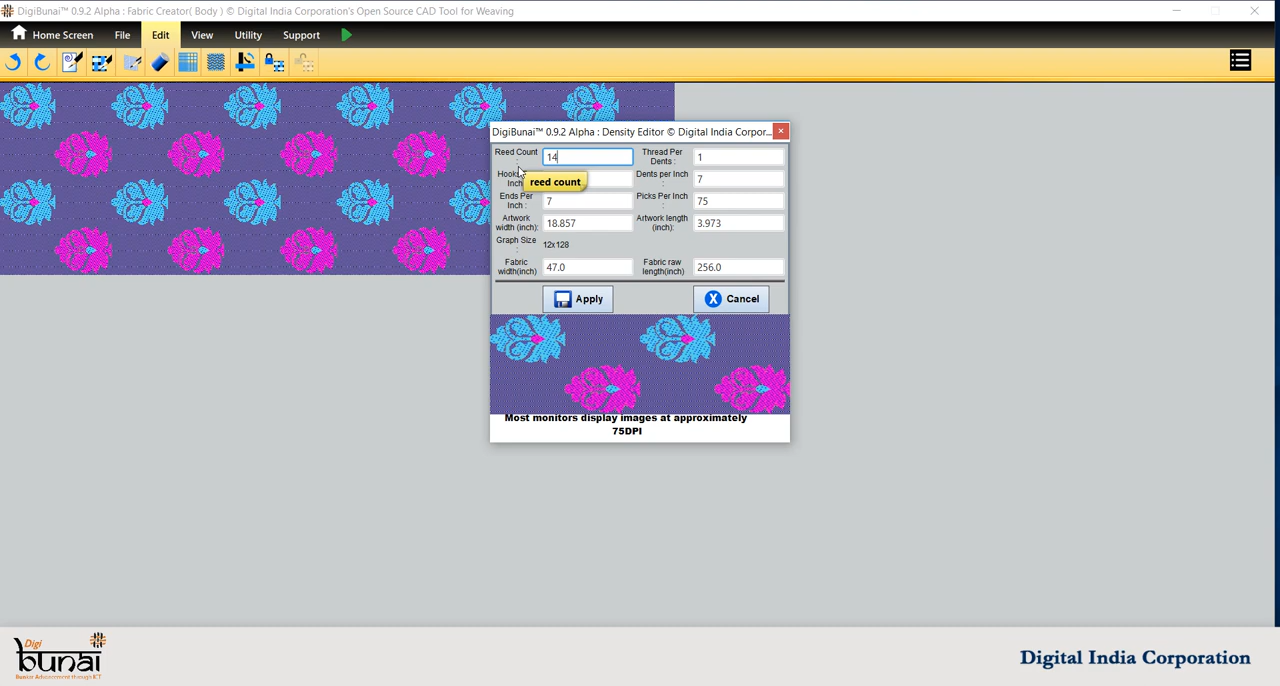 DigiBunai™ 0.9.2 Alpha : Fabric Creator( Body ) © Digital India Corporation's Open Source CAD Tool for Weaving
Home Screen File Edit View Utility Support
DigiBunai™ 0.9.2 Alpha : Density Editor © Digital India Corpor...
Reed Count : 14 Thread Per Dents : 1
reed count
Dents per Inch : 7
Ends Per Inch : 7 Picks Per Inch : 75
Artwork width (inch): 18.857 Artwork length (inch): 3.973
Graph Size : 12x128
Fabric width(inch) 47.0 Fabric raw length(inch) 256.0
Apply X Cancel
Most monitors display images at approximately
75DPI
Digi
bunai
Digital India Corporation